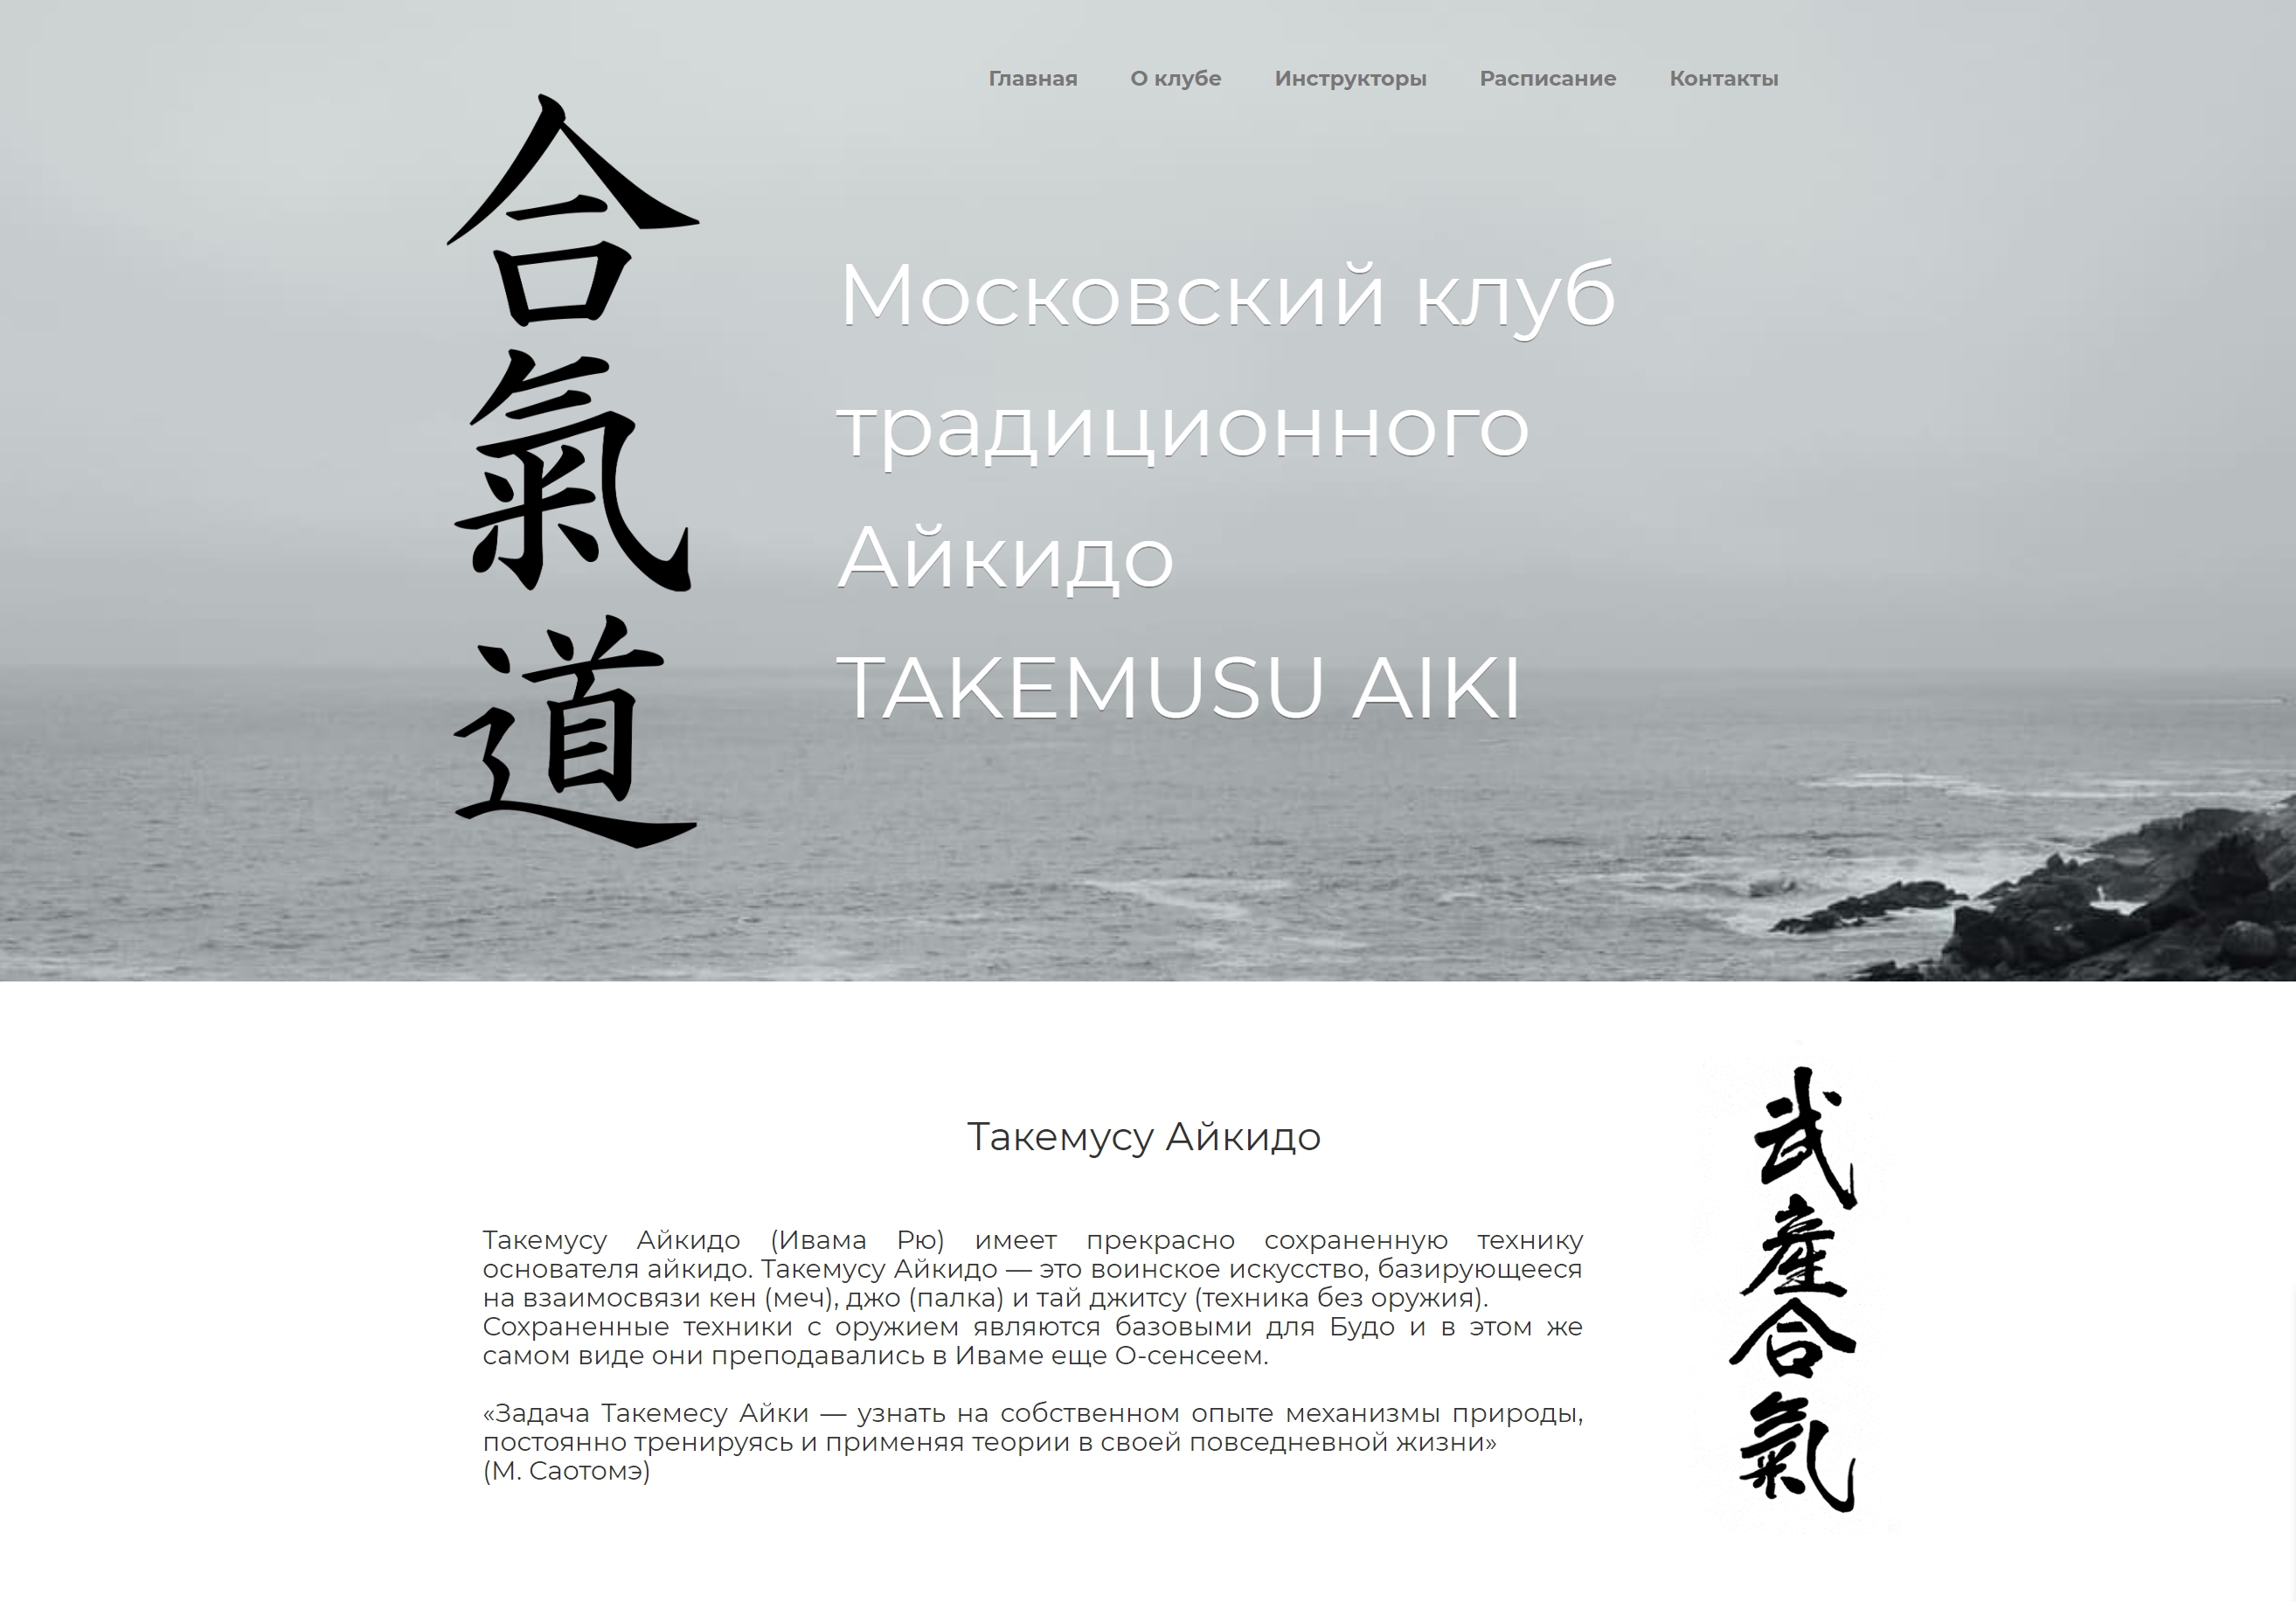 Главная О клубе Инструкторы Расписание Контакты
合氣道
Московский клуб
традиционного
Айкидо
TAKEMUSU AIKI
Такемусу Айкидо
Такемусу Айкидо (Ивама Рю) имеет прекрасно сохраненную технику
основателя айкидо. Такемусу Айкидо — это воинское искусство, базирующееся
на взаимосвязи кен (меч), джо (палка) и тай джитсу (техника без оружия).
Сохраненные техники с оружием являются базовыми для Будо и в этом же
самом виде они преподавались в Иваме еще О-сенсеем.
«Задача Такемесу Айки — узнать на собственном опыте механизмы природы,
постоянно тренируясь и применяя теории в своей повседневной жизни»
(М. Саотомэ)
武産合氣